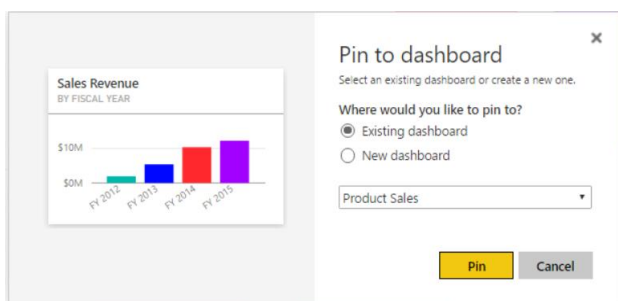 Sales Revenue
BY FISCAL YEAR
$10M
$0M
FY 2012
FY 2013
FY 2014
FY 2015
Pin to dashboard
Select an existing dashboard or create a new one.
Where would you like to pin to?
Existing dashboard
New dashboard
Product Sales
Pin
Cancel